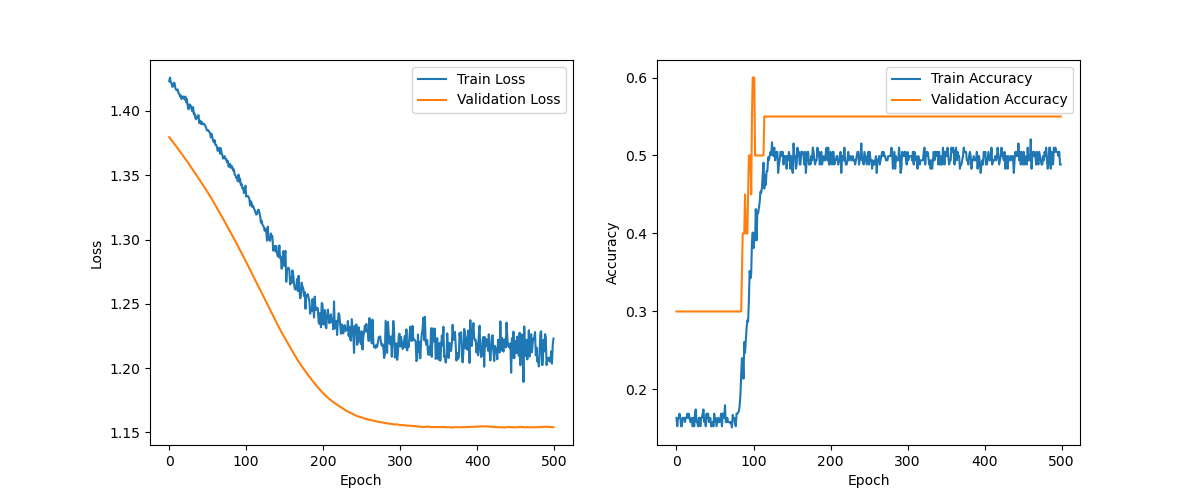 Train Loss
Validation Loss
1.40
1.35
1.30
1.25
1.20
1.15
Loss
0 100 200 300 400 500
Epoch
Train Accuracy
Validation Accuracy
0.6
0.5
0.4
0.3
0.2
Accuracy
0 100 200 300 400 500
Epoch